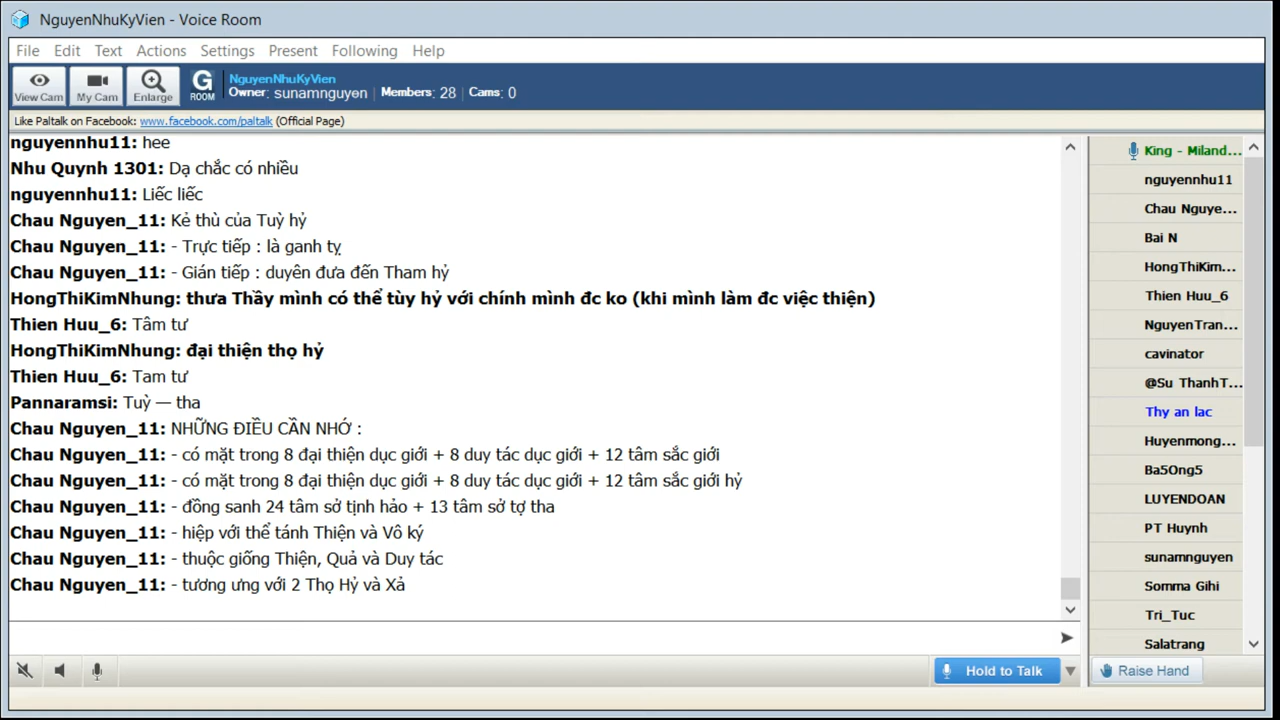 NguyenNhuKyVien - Voice Room
File Edit Text Actions Settings Present Following Help
View Cam My Cam Enlarge G ROOM NguyenNhuKyVien
Owner: sunamnguyen | Members: 28 | Cams: 0
Like Paltalk on Facebook: www.facebook.com/paltalk (Official Page)
nguyennhu11: hee
Nhu Quynh 1301: Dạ chắc có nhiều
nguyennhu11: Liếc liếc
Chau Nguyen_11: Kẻ thù của Tuỳ hỷ
Chau Nguyen_11: - Trực tiếp : là ganh tỵ
Chau Nguyen_11: - Gián tiếp : duyên đưa đến Tham hỷ
HongThiKimNhung: thưa Thầy mình có thể tùy hỷ với chính mình đc ko (khi mình làm đc việc thiện)
Thien Huu_6: Tâm tư
HongThiKimNhung: đại thiện thọ hỷ
Thien Huu_6: Tam tư
Pannaramsi: Tuỳ — tha
Chau Nguyen_11: NHỮNG ĐIỀU CẦN NHỚ :
Chau Nguyen_11: - có mặt trong 8 đại thiện dục giới + 8 duy tác dục giới + 12 tâm sắc giới
Chau Nguyen_11: - có mặt trong 8 đại thiện dục giới + 8 duy tác dục giới + 12 tâm sắc giới hỷ
Chau Nguyen_11: - đồng sanh 24 tâm sở tịnh hảo + 13 tâm sở tợ tha
Chau Nguyen_11: - hiệp với thể tánh Thiện và Vô ký
Chau Nguyen_11: - thuộc giống Thiện, Quả và Duy tác
Chau Nguyen_11: - tương ưng với 2 Thọ Hỷ và Xả
King - Miland...
nguyennhu11
Chau Nguye...
Bai N
HongThiKim...
Thien Huu_6
NguyenTran...
cavinator
@Su ThanhT...
Thy an lac
Huyenmong...
Ba5Ong5
LUYENDOAN
PT Huynh
sunamnguyen
Somma Gihi
Tri_Tuc
Salatrang
Hold to Talk
Raise Hand